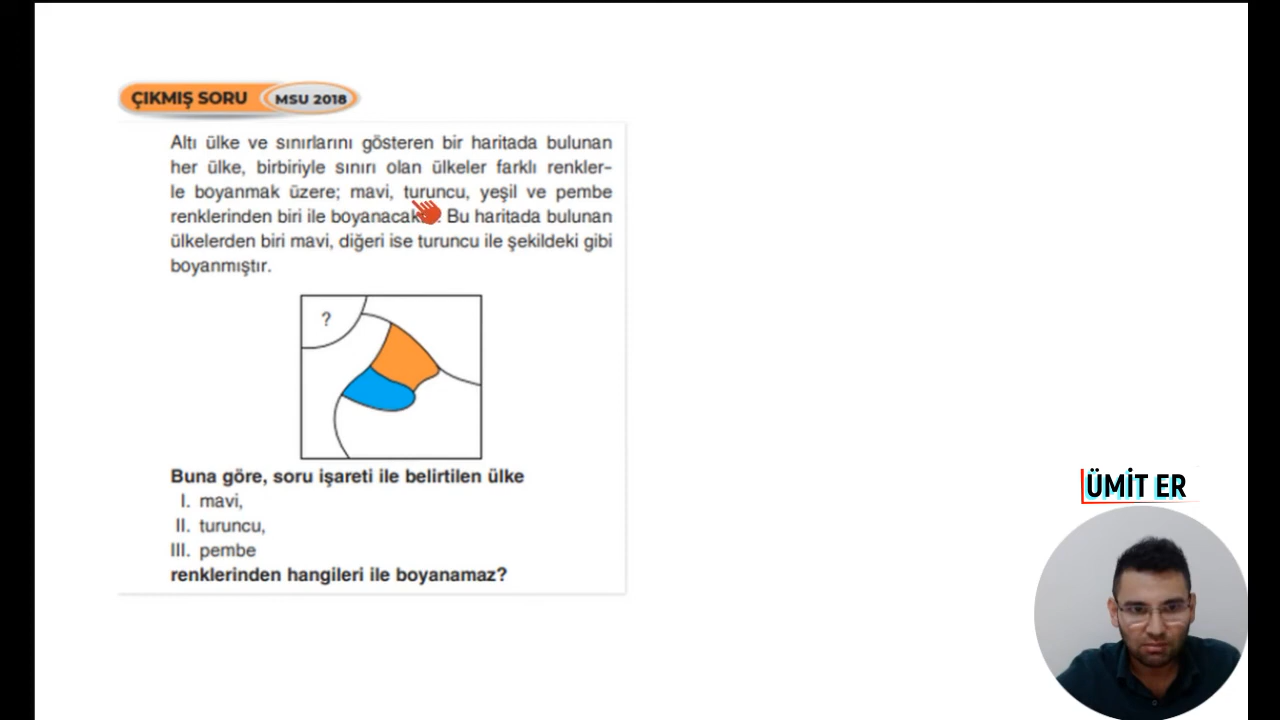 ÇIKMIŞ SORU MSU 2018
Altı ülke ve sınırlarını gösteren bir haritada bulunan
her ülke, birbiriyle sınırı olan ülkeler farklı renkler-
le boyanmak üzere; mavi, turuncu, yeşil ve pembe
renklerinden biri ile Bu haritada bulunan
ülkelerden biri mavi, diğeri ise turuncu ile şekildeki gibi
boyanmıştır.
?
Buna göre, soru işareti ile belirtilen ülke
I. mavi,
II. turuncu,
III. pembe
renklerinden hangileri ile boyanamaz?
ÜMİT ER